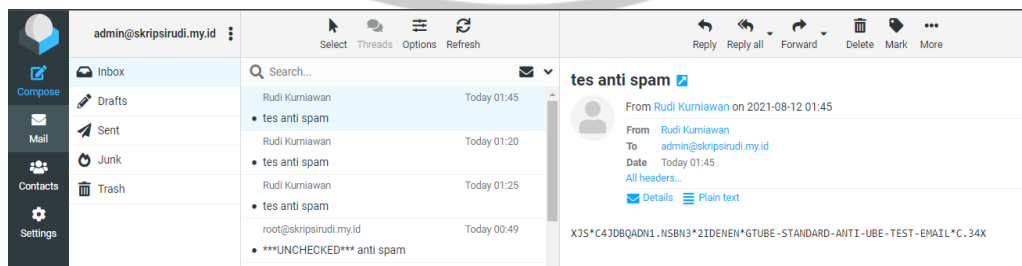 admin@skripsirudi.my.id
Select Threads Options Refresh
Reply Reply all Forward Delete Mark More
Compose
Mail
Contacts
Settings
Inbox
Drafts
Sent
Junk
Trash
Search...
Rudi Kurniawan Today 01:45
• tes anti spam
Rudi Kurniawan Today 01:20
• tes anti spam
Rudi Kurniawan Today 01:25
• tes anti spam
root@skripsirudi.my.id Today 00:49
• ***UNCHECKED*** anti spam
tes anti spam
From Rudi Kurniawan on 2021-08-12 01:45
From Rudi Kurniawan
To admin@skripsirudi.my.id
Date Today 01:45
All headers...
Details Plain text
XJS*C4JDBQADN1.NSBN3*2IDENEN*GTUBE-STANDARD-ANTI-UBE-TEST-EMAIL*C.34X